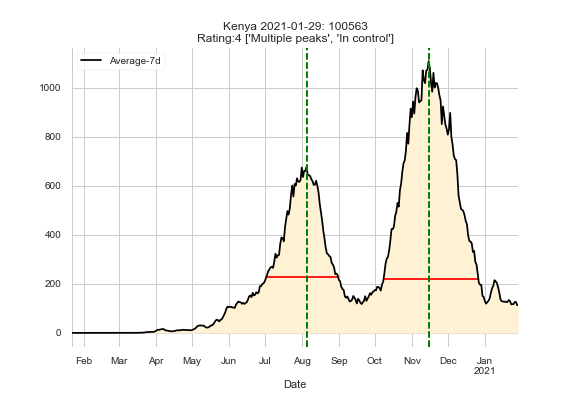 Kenya 2021-01-29: 100563
Rating:4 ['Multiple peaks', 'In control']
Average-7d
1000
800
600
400
200
0
Feb Mar Apr May Jun Jul Aug Sep Oct Nov Dec Jan
2021
Date